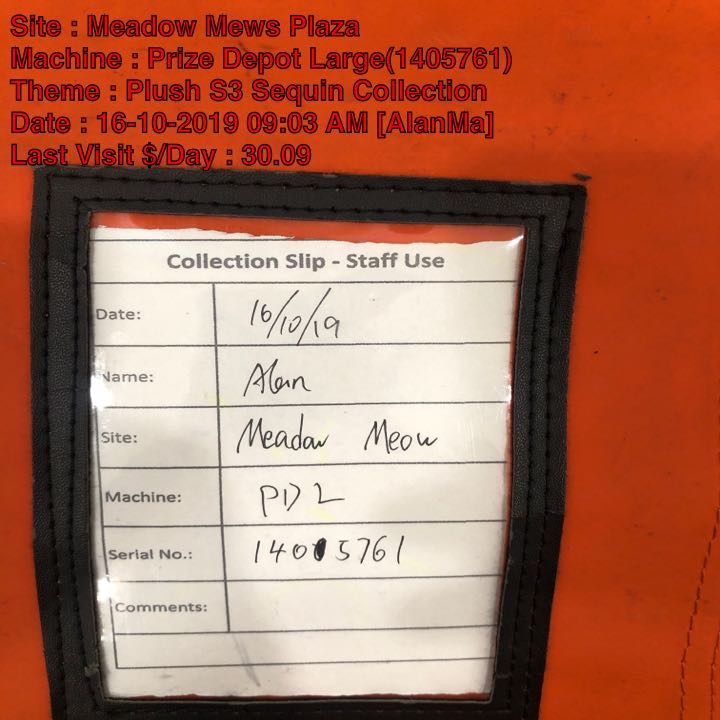 Site : Meadow Mews Plaza
Machine : Prize Depot Large(1405761)
Theme : Plush S3 Sequin Collection
Date : 16-10-2019 09:03 AM [AlanMa]
Last Visit $/Day : 30.09
Collection Slip - Staff Use
Date: 16/10/19
Name: Alan
Site: Meadow Meow
Machine: PD L
Serial No.: 1405761
Comments: